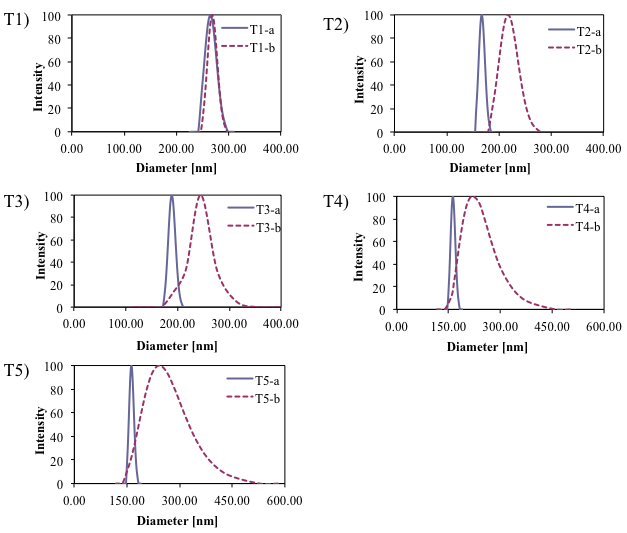 T1)
100
80
60
40
20
0
Intensity
T1-a
T1-b
0.00 100.00 200.00 300.00 400.00
Diameter [nm]
T2)
100
80
60
40
20
0
Intensity
T2-a
T2-b
0.00 100.00 200.00 300.00 400.00
Diameter [nm]
T3)
100
80
60
40
20
0
Intensity
T3-a
T3-b
0.00 100.00 200.00 300.00 400.00
Diameter [nm]
T4)
100
80
60
40
20
0
Intensity
T4-a
T4-b
0.00 150.00 300.00 450.00 600.00
Diameter [nm]
T5)
100
80
60
40
20
0
Intensity
T5-a
T5-b
0.00 150.00 300.00 450.00 600.00
Diameter [nm]